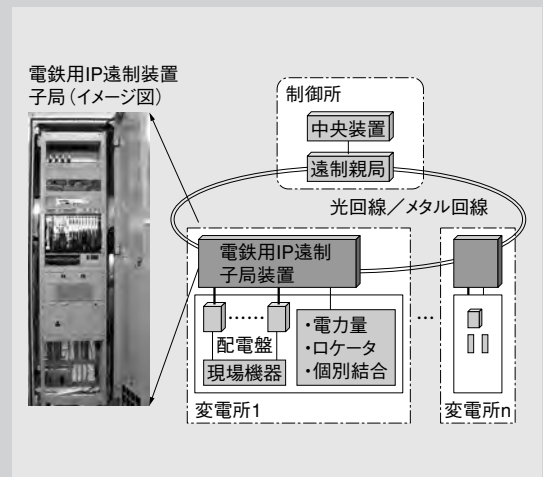 電鉄用IP遠制装置
子局(イメージ図)
制御所
中央装置
遠制親局
光回線/メタル回線
電鉄用IP遠制
子局装置
……
配電盤
現場機器
・電力量
・ロケータ
・個別結合
変電所1
…
変電所n